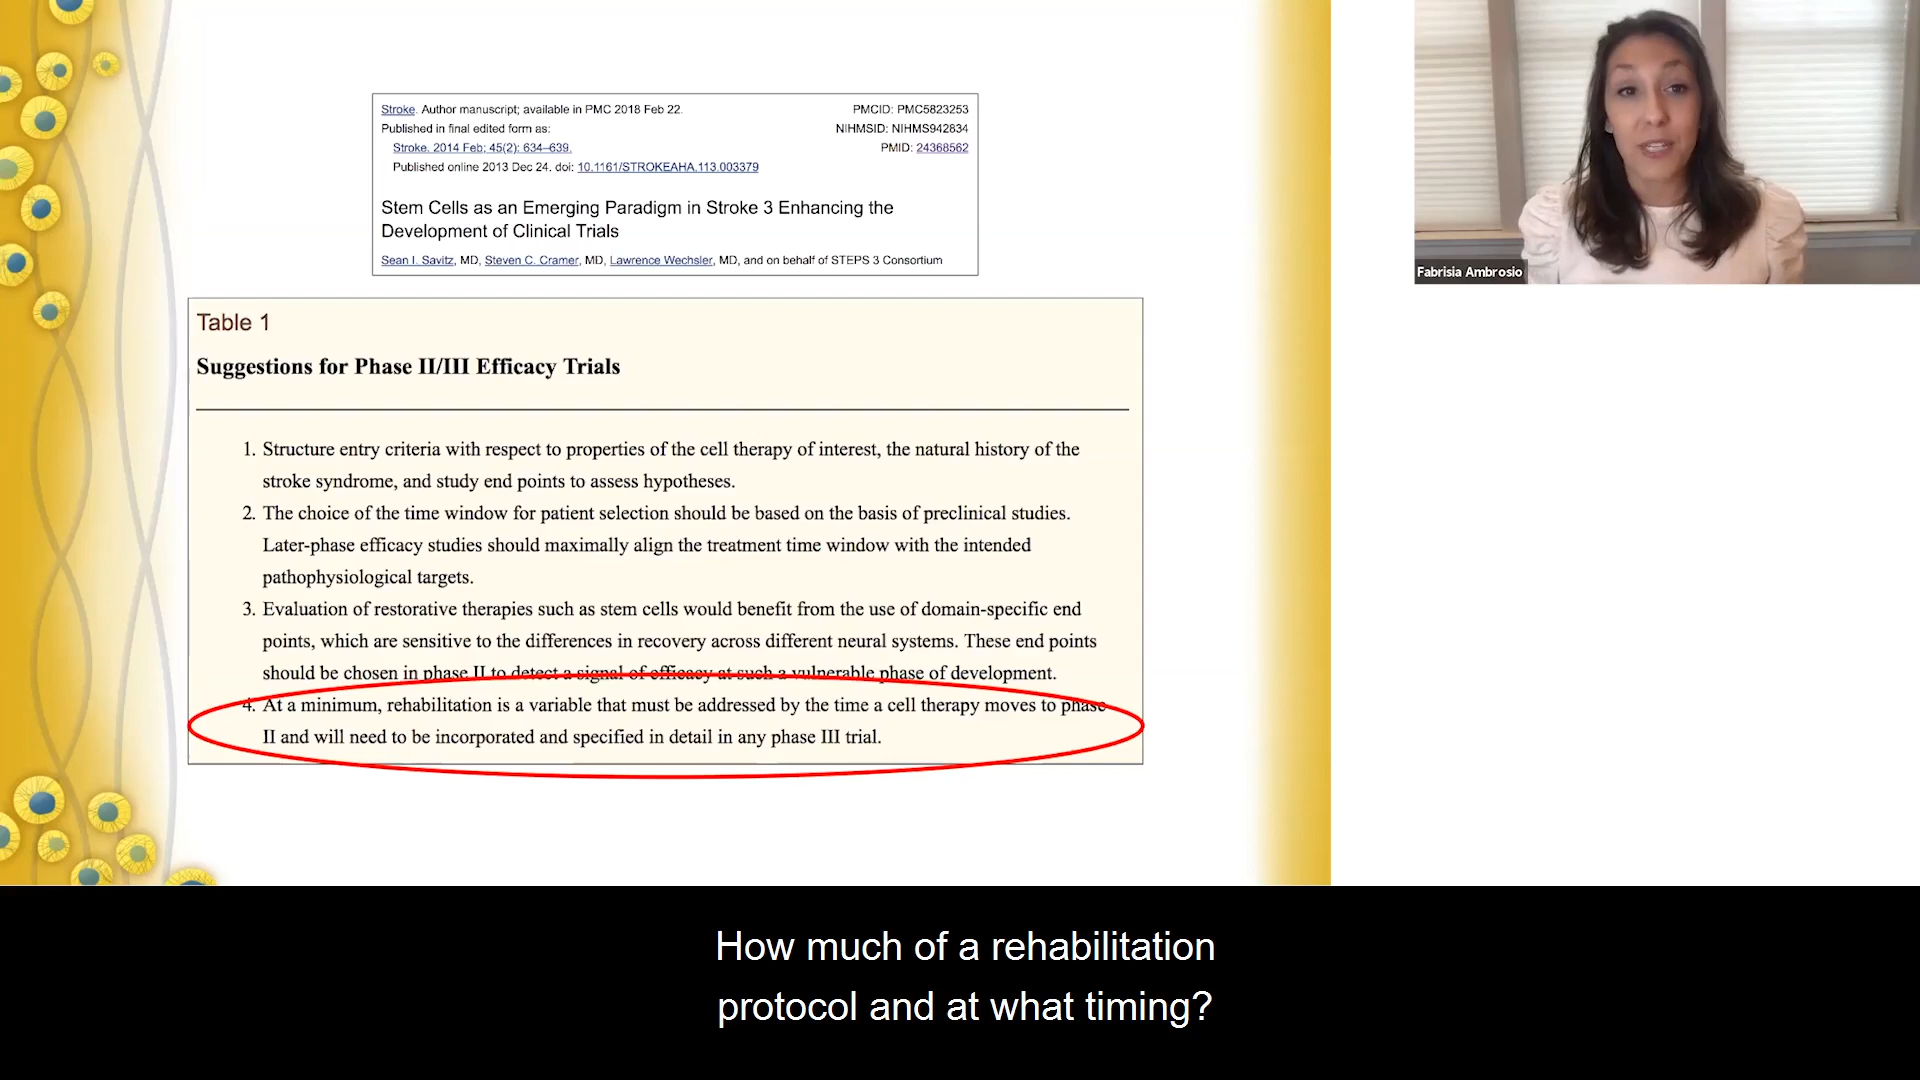 Stroke. Author manuscript; available in PMC 2018 Feb 22.
PMCID: PMC5823253
Published in final edited form as:
NIHMSID: NIHMS942834
Stroke. 2014 Feb; 45(2): 634–639.
PMID: 24368562
Published online 2013 Dec 24. doi: 10.1161/STROKEAHA.113.003379
Stem Cells as an Emerging Paradigm in Stroke 3 Enhancing the
Development of Clinical Trials
Sean I. Savitz, MD, Steven C. Cramer, MD, Lawrence Wechsler, MD, and on behalf of STEPS 3 Consortium
Table 1
Suggestions for Phase II/III Efficacy Trials
1. Structure entry criteria with respect to properties of the cell therapy of interest, the natural history of the
stroke syndrome, and study end points to assess hypotheses.
2. The choice of the time window for patient selection should be based on the basis of preclinical studies.
Later-phase efficacy studies should maximally align the treatment time window with the intended
pathophysiological targets.
3. Evaluation of restorative therapies such as stem cells would benefit from the use of domain-specific end
points, which are sensitive to the differences in recovery across different neural systems. These end points
should be chosen in phase II to detect a signal of efficacy at such a vulnerable phase of development.
4. At a minimum, rehabilitation is a variable that must be addressed by the time a cell therapy moves to phase
II and will need to be incorporated and specified in detail in any phase III trial.
Fabrisia Ambrosio
How much of a rehabilitation
protocol and at what timing?